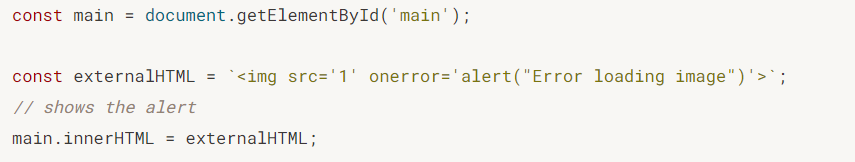 const main = document.getElementById('main');
const externalHTML = `<img src='1' onerror='alert("Error loading image")'>`;
// shows the alert
main.innerHTML = externalHTML;